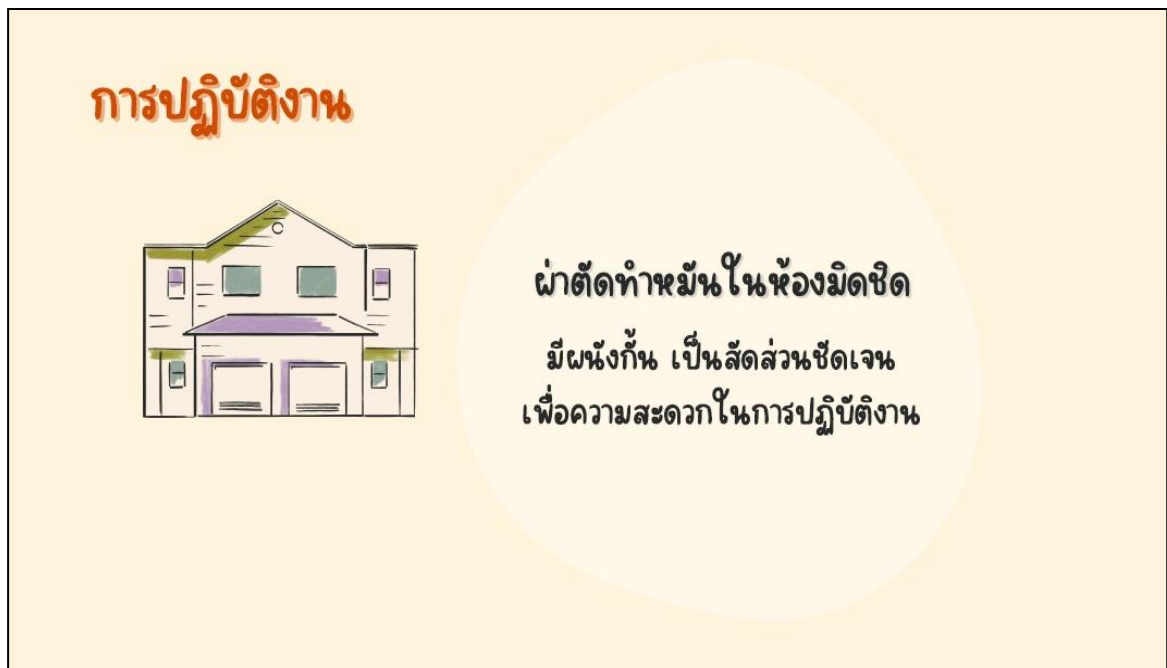 การปฏิบัติงาน
ผ่าตัดทำหมันในห้องมิดชิด
มีผนังกั้น เป็นสัดส่วนชัดเจน
เพื่อความสะดวกในการปฏิบัติงาน